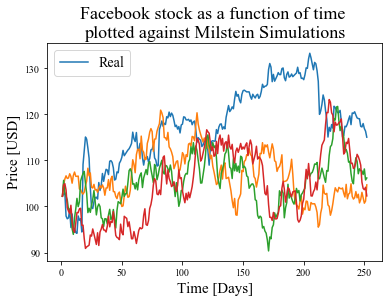 Facebook stock as a function of time
plotted against Milstein Simulations
Real
Price [USD]
130
120
110
100
90
0
50
100
150
200
250
Time [Days]